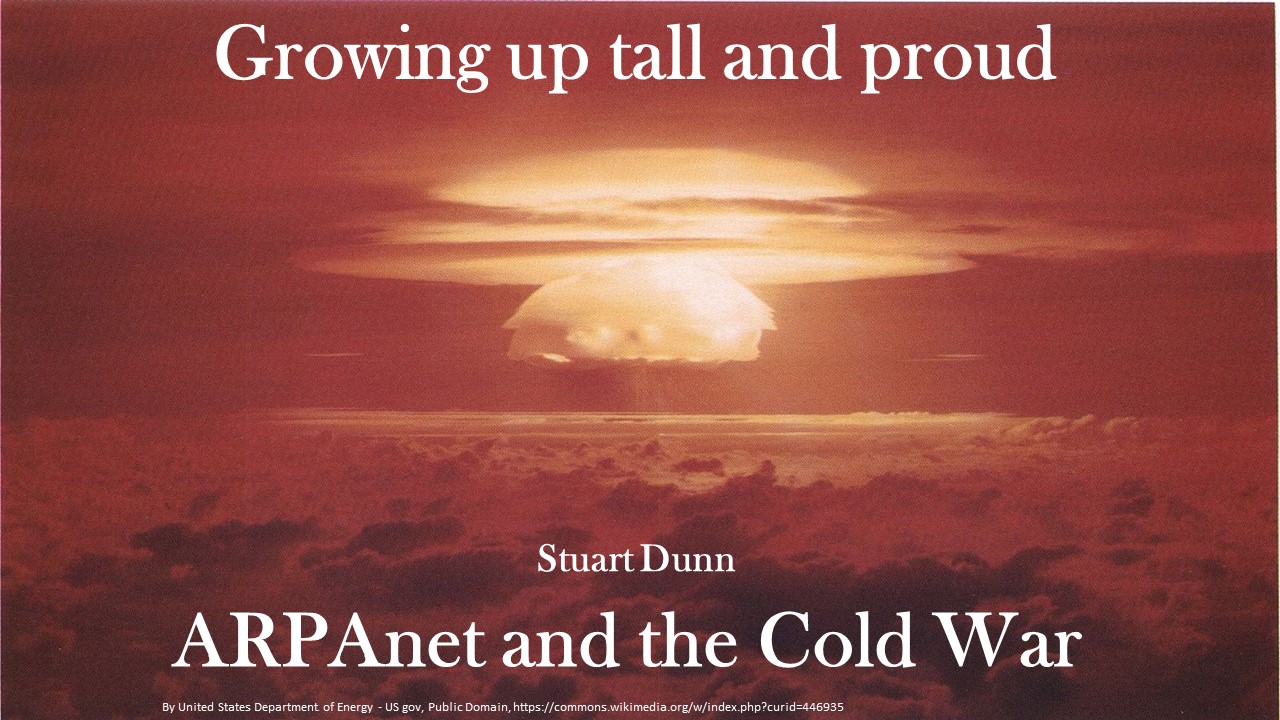 Growing up tall and proud
Stuart Dunn
ARPAnet and the Cold War
By United States Department of Energy - US gov, Public Domain, https://commons.wikimedia.org/w/index.php?curid=446935